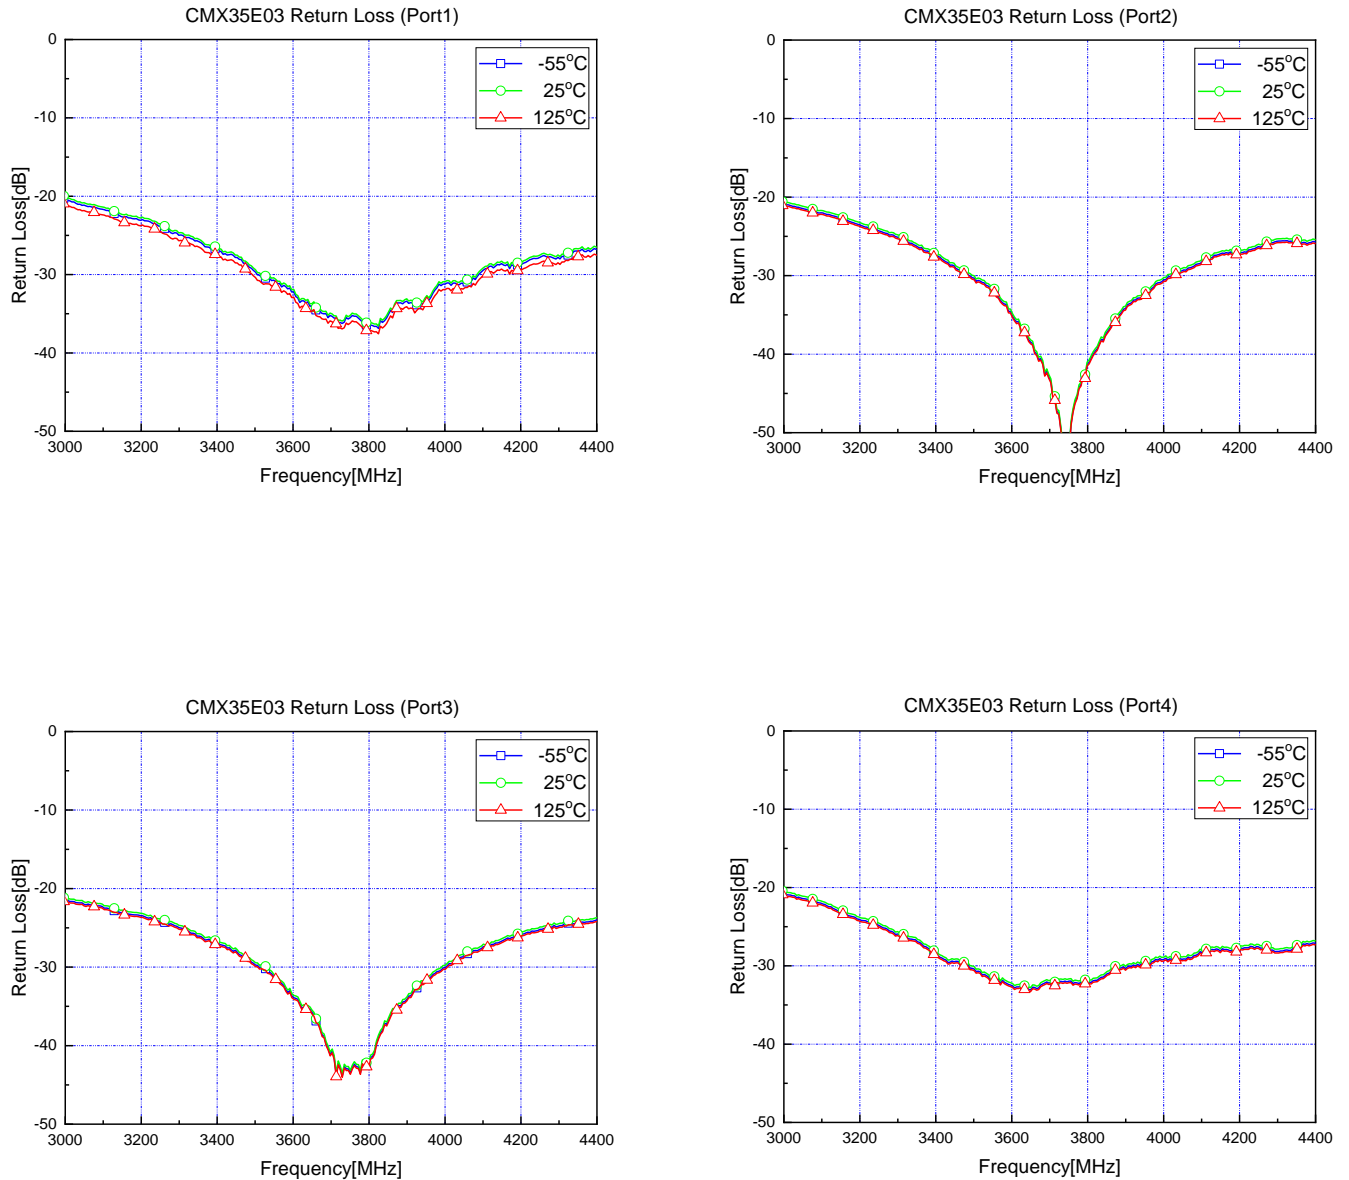 CMX35E03 Return Loss (Port1)
0
-10
-20
-30
-40
-50
Return Loss[dB]
-55°C
25°C
125°C
3000 3200 3400 3600 3800 4000 4200 4400
Frequency[MHz]
CMX35E03 Return Loss (Port2)
0
-10
-20
-30
-40
-50
Return Loss[dB]
-55°C
25°C
125°C
3000 3200 3400 3600 3800 4000 4200 4400
Frequency[MHz]
CMX35E03 Return Loss (Port3)
0
-10
-20
-30
-40
-50
Return Loss[dB]
-55°C
25°C
125°C
3000 3200 3400 3600 3800 4000 4200 4400
Frequency[MHz]
CMX35E03 Return Loss (Port4)
0
-10
-20
-30
-40
-50
Return Loss[dB]
-55°C
25°C
125°C
3000 3200 3400 3600 3800 4000 4200 4400
Frequency[MHz]